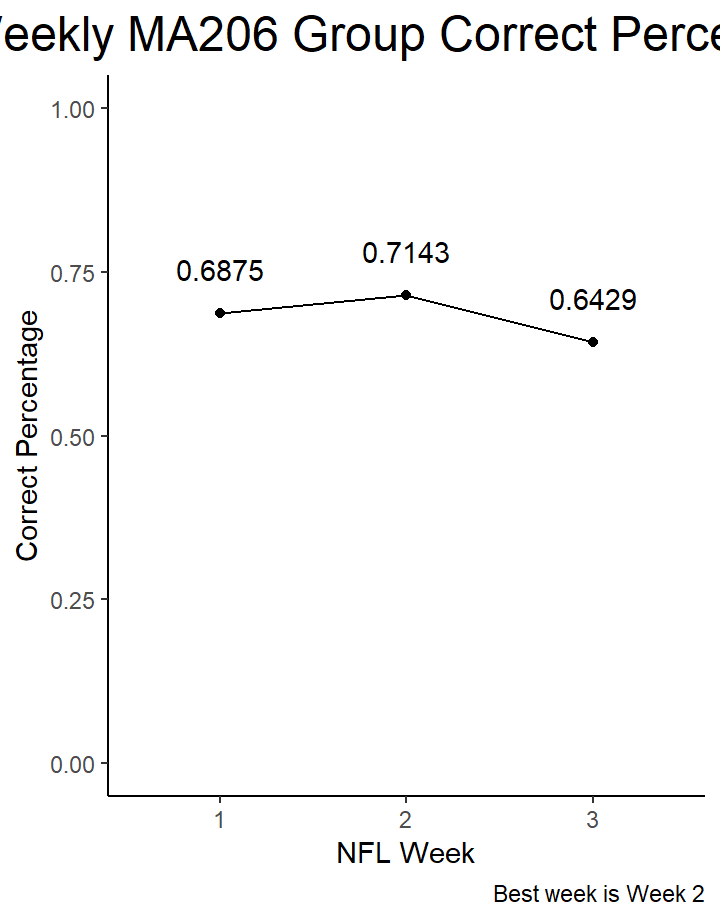 Weekly MA206 Group Correct Perce
1.00
0.75
0.50
0.25
0.00
Correct Percentage
0.6875
0.7143
0.6429
1 2 3
NFL Week
Best week is Week 2